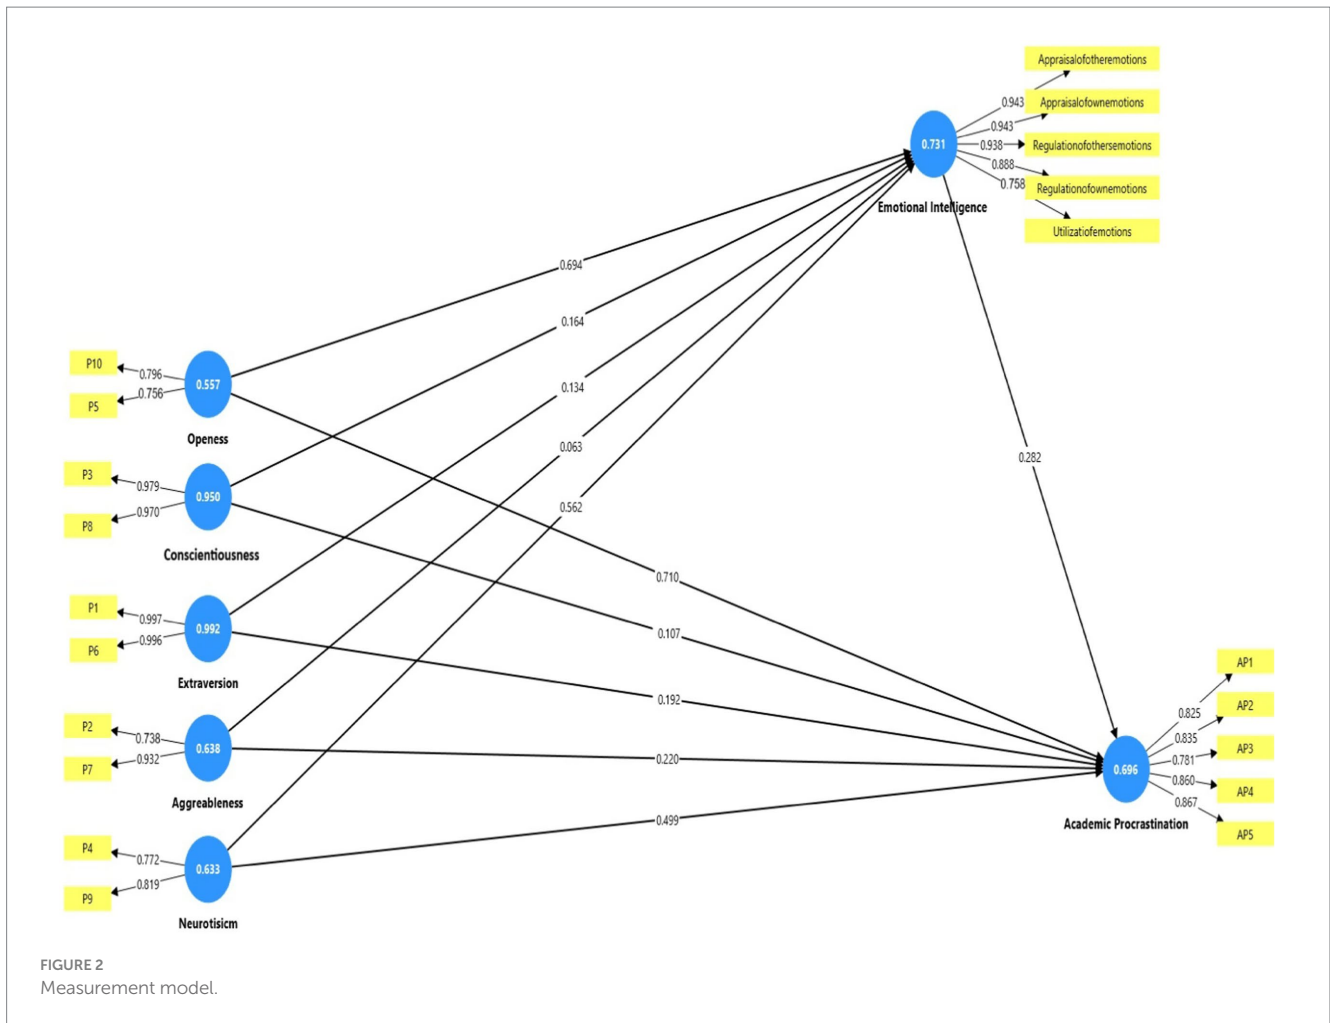 Appraisalofotheremotions
0.943
Appraisalofownemotions
0.943
0.731
0.938
Regulationofothersemotions
0.888
0.758
Regulationofownemotions
Emotional Intelligence
Utilizatiofemotions
0.694
0.164
P10
0.796
0.557
0.134
P5
0.756
Openess
0.063
0.282
P3
0.979
0.950
P8
0.970
0.562
Conscientiousness
0.710
P1
0.997
0.992
0.107
P6
0.996
Extraversion
0.192
AP1
0.825
AP2
P2
0.738
0.638
0.835
P7
0.932
0.220
0.781
AP3
0.696
0.860
AP4
Aggreableness
0.867
Academic Procrastination
AP5
0.499
P4
0.772
0.633
P9
0.819
Neurotisicm
FIGURE 2
Measurement model.